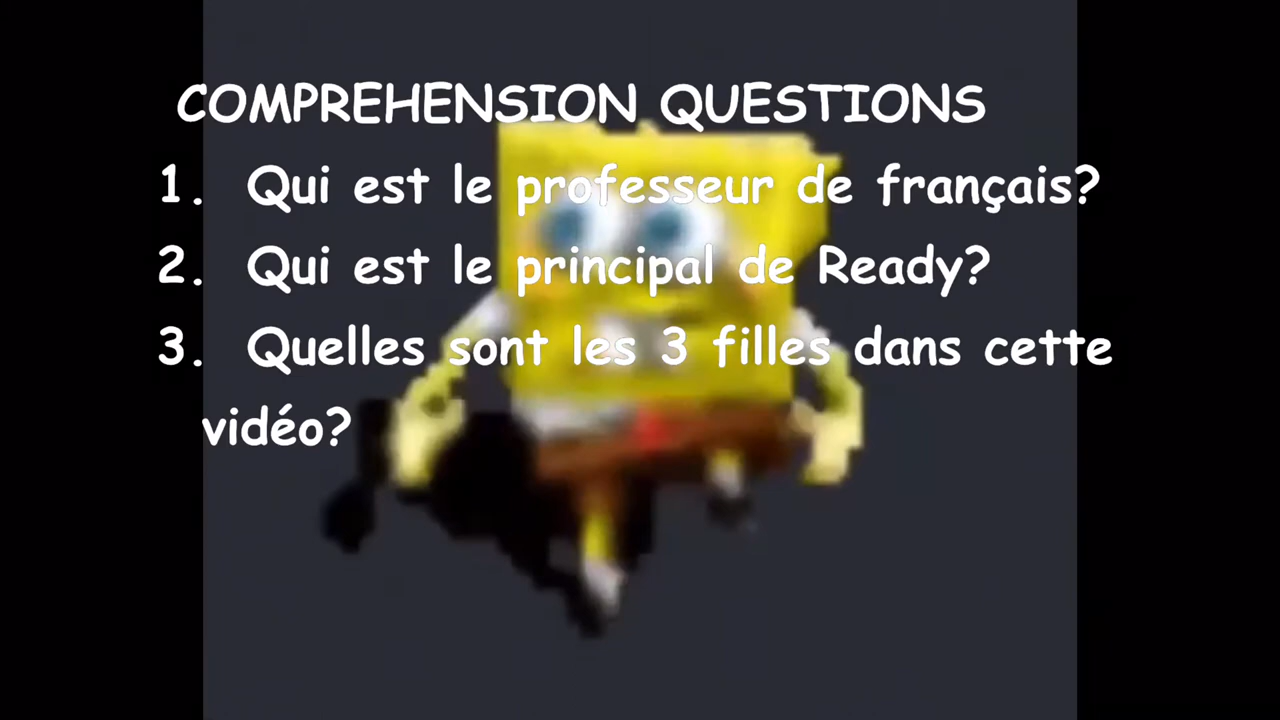 COMPREHENSION QUESTIONS
1. Qui est le professeur de français?
2. Qui est le principal de Ready?
3. Quelles sont les 3 filles dans cette
vidéo?